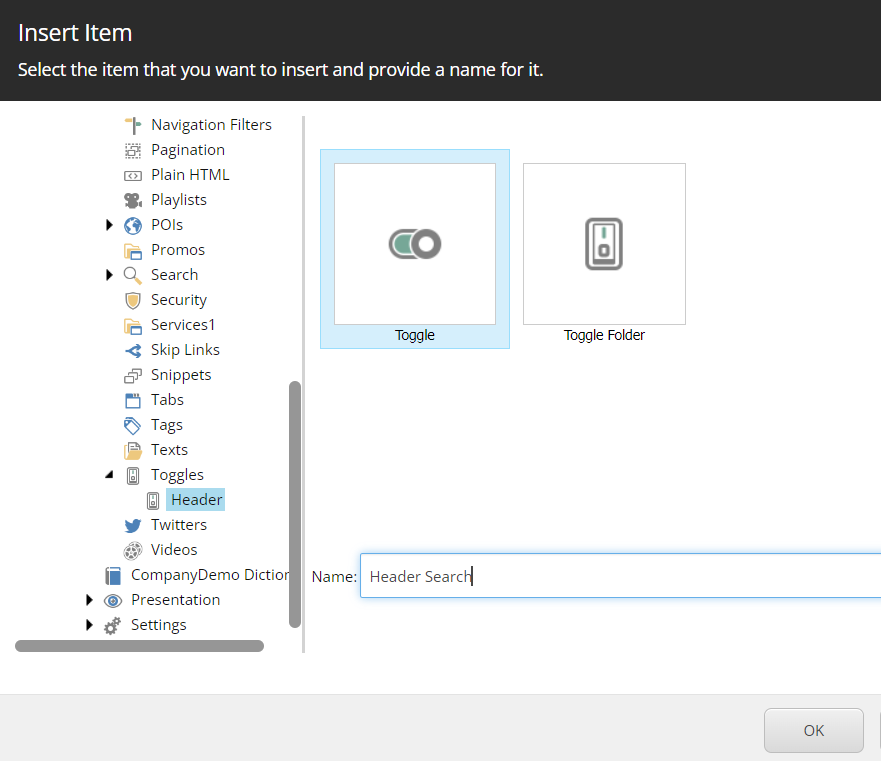 Insert Item
Select the item that you want to insert and provide a name for it.
Navigation Filters
Pagination
Plain HTML
Playlists
POIs
Promos
Search
Security
Services1
Skip Links
Snippets
Tabs
Tags
Texts
Toggles
Header
Twitters
Videos
CompanyDemo Diction
Presentation
Settings
Toggle
Toggle Folder
Name: Header Search
OK